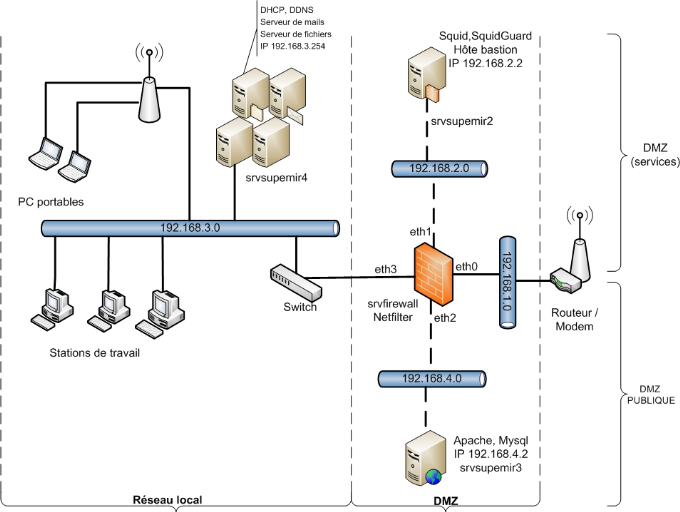 DHCP, DDNS
Serveur de mails
Serveur de fichiers
IP 192.168.3.254
Squid,SquidGuard
Hôte bastion
IP 192.168.2.2
srvsupemir2
DMZ
(services)
PC portables
srvsupemir4
192.168.2.0
192.168.3.0
eth1
eth3
eth0
192.168.1.0
Switch
srvfirewall
Netfilter
eth2
Routeur /
Modem
Stations de travail
192.168.4.0
DMZ
PUBLIQUE
Apache, Mysql
IP 192.168.4.2
srvsupemir3
Réseau local
DMZ